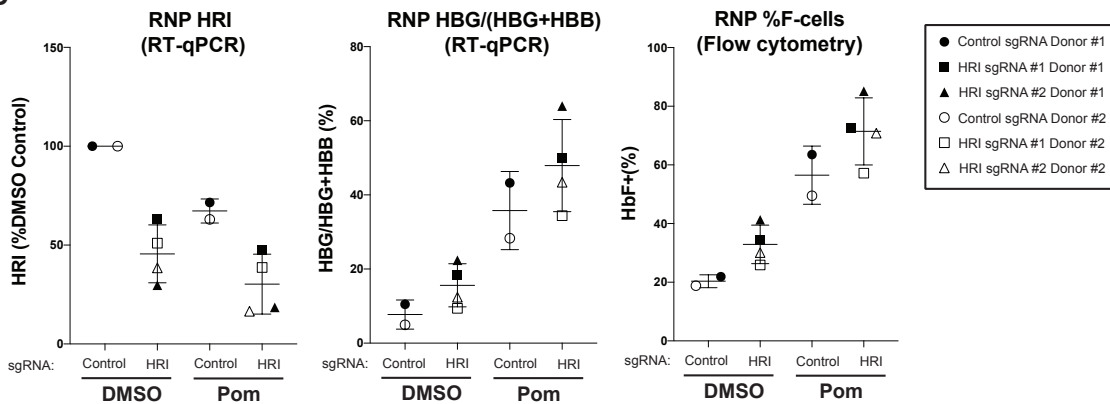 RNP HRI
(RT-qPCR)
HRI (%DMSO Control)
150
100
50
0
sgRNA: Control HRI Control HRI
DMSO Pom
RNP HBG/(HBG+HBB)
(RT-qPCR)
HBG/HBG+HBB (%)
80
60
40
20
0
sgRNA: Control HRI Control HRI
DMSO Pom
RNP %F-cells
(Flow cytometry)
HbF+(%)
100
80
60
40
20
0
sgRNA: Control HRI Control HRI
DMSO Pom
Control sgRNA Donor #1
HRI sgRNA #1 Donor #1
HRI sgRNA #2 Donor #1
Control sgRNA Donor #2
HRI sgRNA #1 Donor #2
HRI sgRNA #2 Donor #2